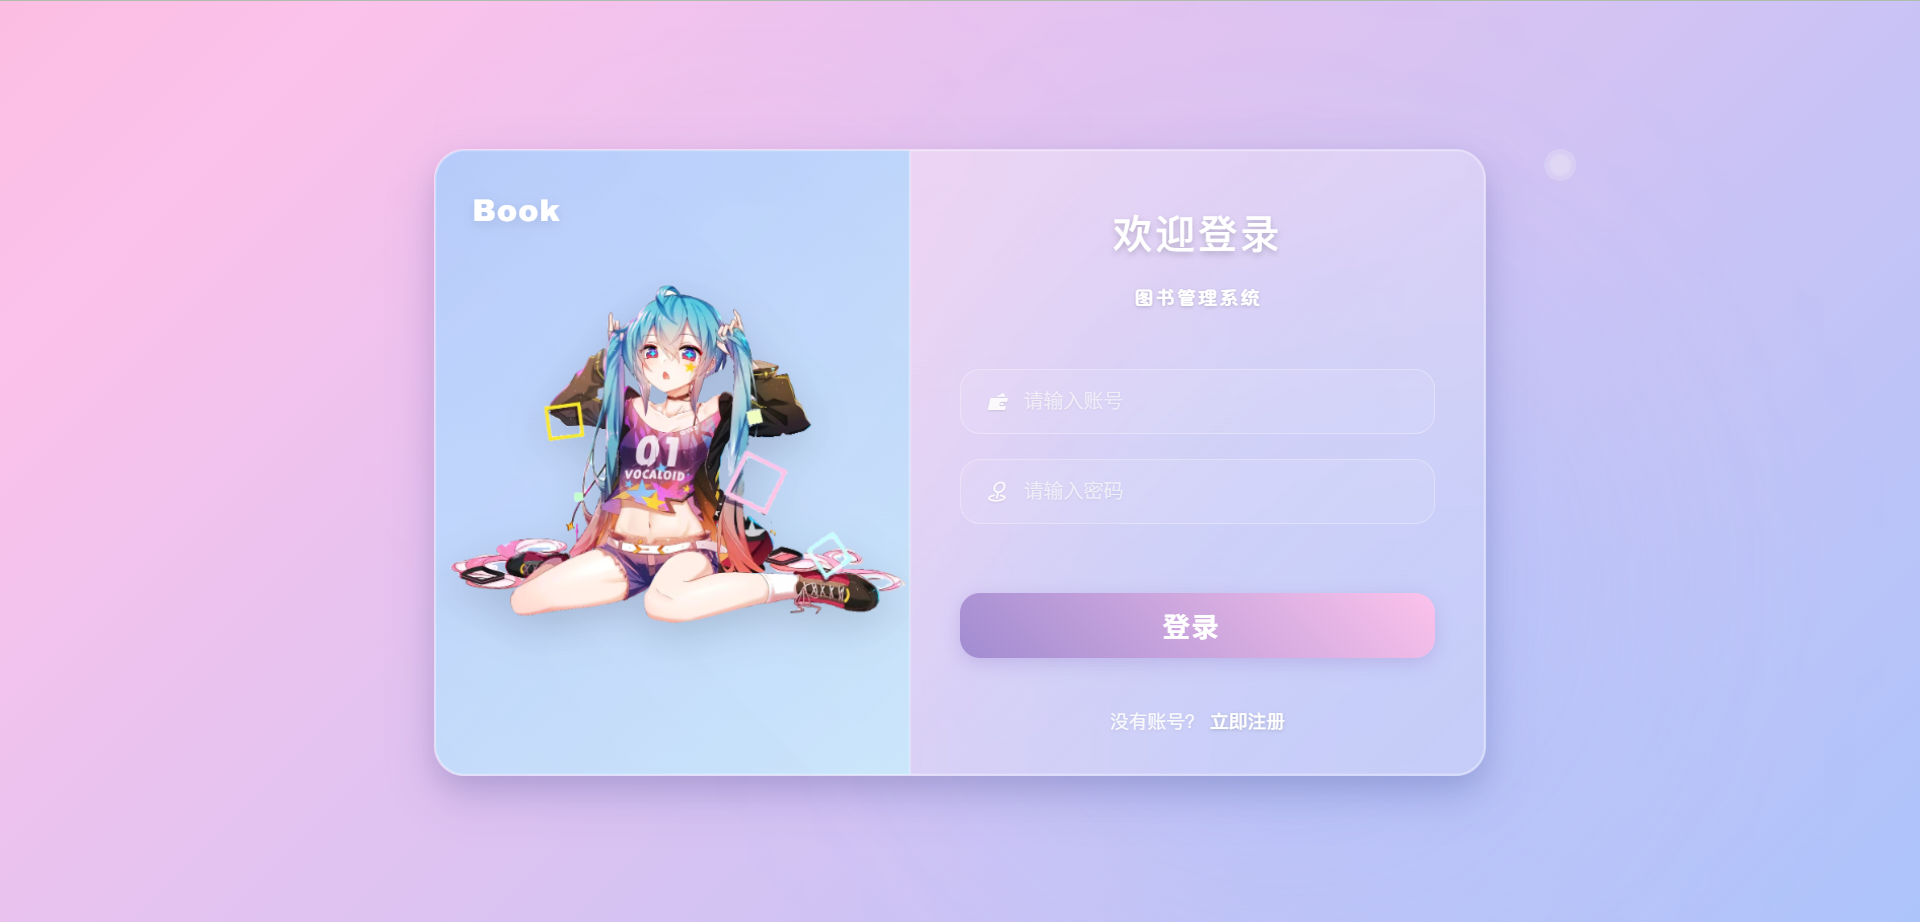 Book
01
VOCALOID
欢迎登录
图书管理系统
请输入账号
请输入密码
登录
没有账号? 立即注册